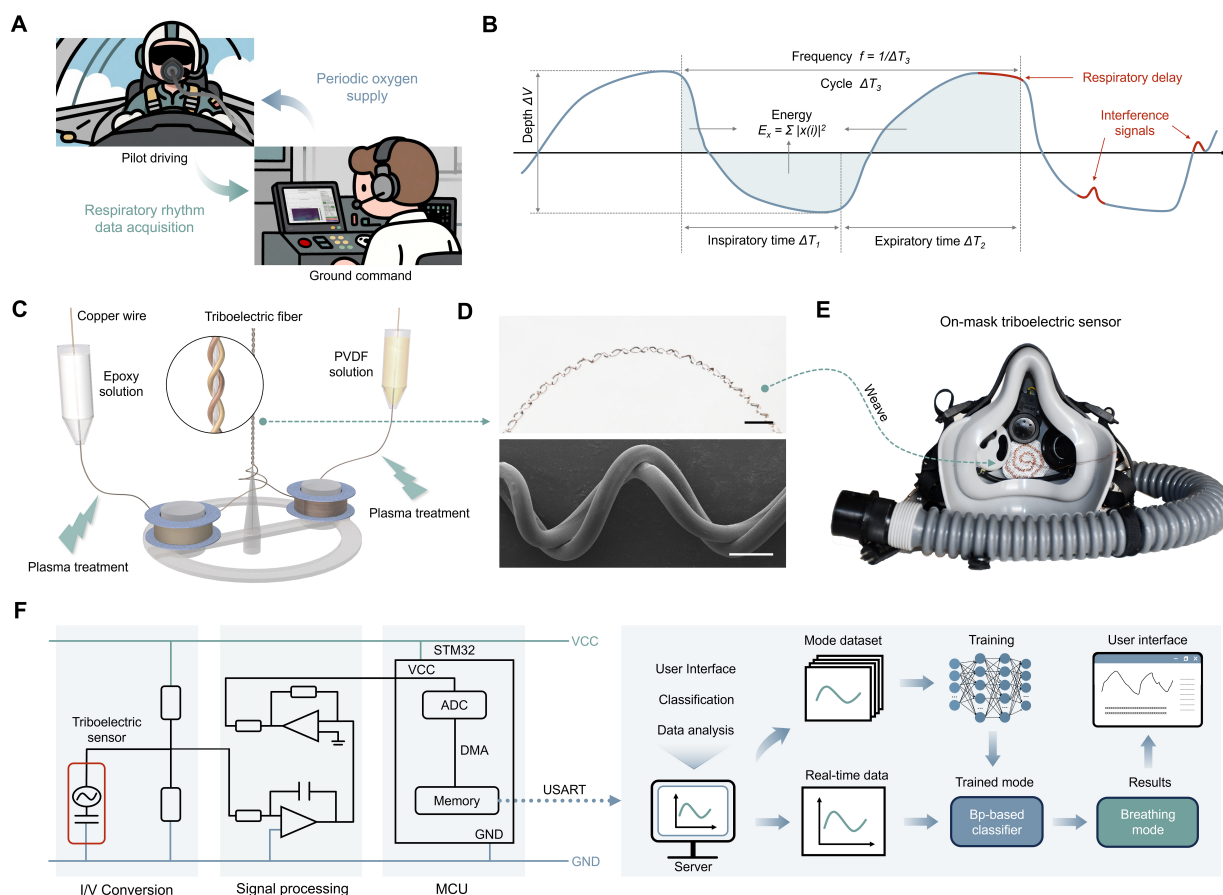 A
Periodic oxygen
supply
Pilot driving
Respiratory rhythm
data acquisition
Ground command
B
Frequency f = 1/ΔT₃
Cycle ΔT₃
Respiratory delay
Depth ΔV
Energy
Eₓ = Σ |x(i)|²
Interference
signals
Inspiratory time ΔT₁
Expiratory time ΔT₂
C
Copper wire
Triboelectric fiber
Epoxy
solution
PVDF
solution
Plasma treatment
Plasma treatment
D
E
On-mask triboelectric sensor
Weave
F
VCC
STM32
VCC
ADC
Triboelectric
sensor
DMA
Memory
USART
GND
GND
I/V Conversion
Signal processing
MCU
User Interface
Classification
Data analysis
Server
Mode dataset
Training
User interface
Real-time data
Trained mode
Results
Bp-based
classifier
Breathing
mode